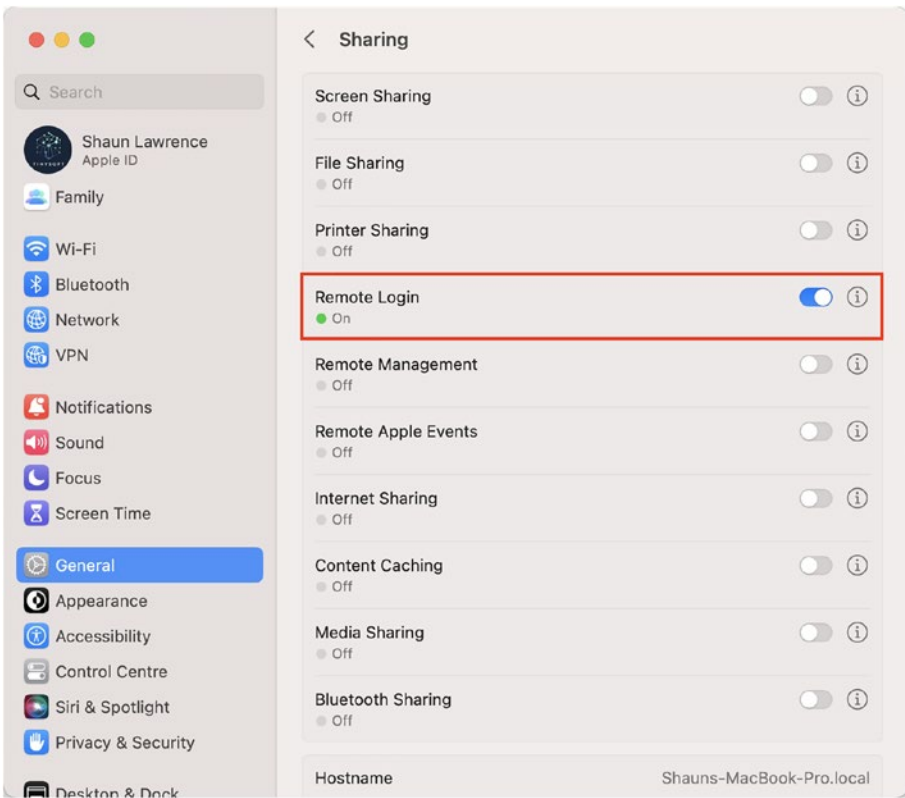 Search
Shaun Lawrence
Apple ID
Family
Wi-Fi
Bluetooth
Network
VPN
Notifications
Sound
Focus
Screen Time
General
Appearance
Accessibility
Control Centre
Siri & Spotlight
Privacy & Security
Desktop & Dock
Sharing
Screen Sharing
Off
File Sharing
Off
Printer Sharing
Off
Remote Login
On
Remote Management
Off
Remote Apple Events
Off
Internet Sharing
Off
Content Caching
Off
Media Sharing
Off
Bluetooth Sharing
Off
Hostname Shauns-MacBook-Pro.local